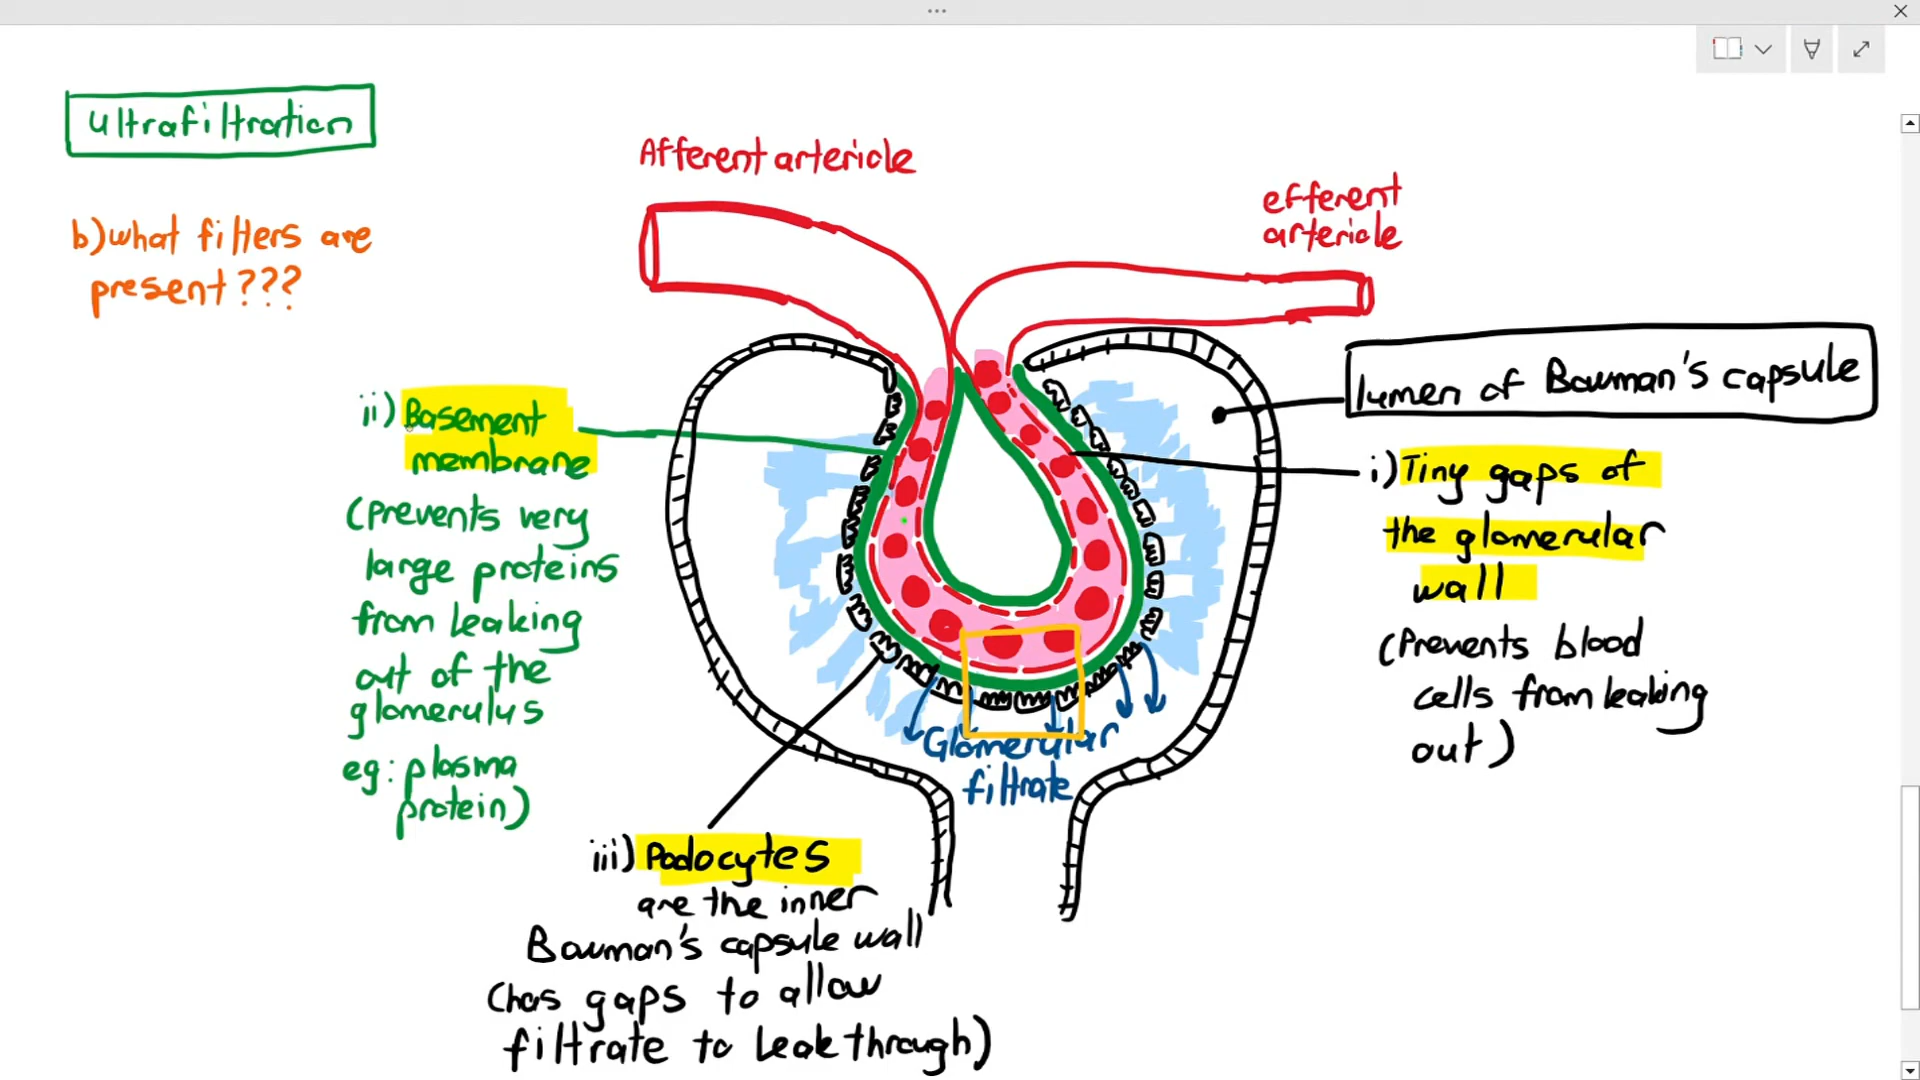 Ultrafiltration
b) what filters are
present???
Afferent arteriole
efferent
arteriole
lumen of Bowman's capsule
ii) Basement
membrane
(Prevents very
large proteins
from leaking
out of the
glomerulus
eg: plasma
protein)
i) Tiny gaps of
the glomerular
wall
(Prevents blood
cells from leaking
out)
Glomerular
filtrate
iii) Podocytes
are the inner
Bowman's capsule wall
(has gaps to allow
filtrate to leak through)